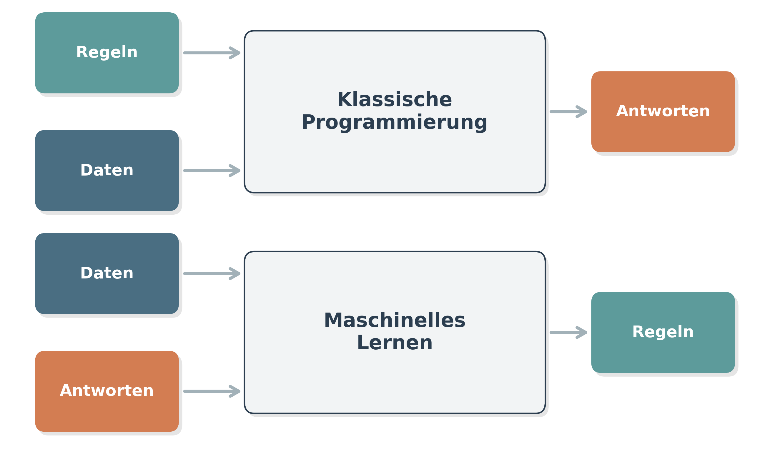 Regeln
Daten
Klassische
Programmierung
Antworten
Daten
Antworten
Maschinelles
Lernen
Regeln